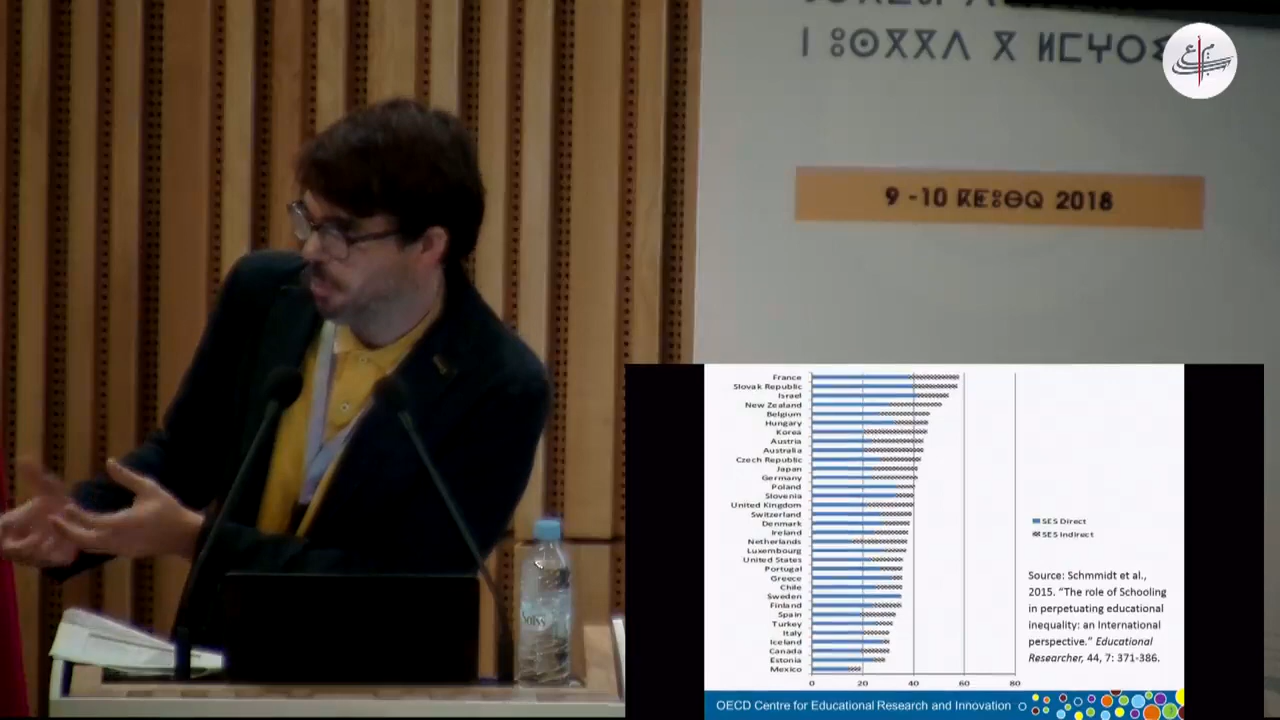 ⵏ ⵓⵙⴳⴳⴷ ⴳ ⵍⵎⵖⵔⵉ
9 -10 ⴽⵟⵓⴱⵕ 2018
France
Slovak Republic
Israel
New Zealand
Belgium
Hungary
Korea
Austria
Australia
Czech Republic
Japan
Germany
Poland
Slovenia
United Kingdom
Switzerland
Denmark
Ireland
Netherlands
Luxembourg
United States
Portugal
Greece
Chile
Sweden
Finland
Spain
Turkey
Italy
Iceland
Canada
Estonia
Mexico
0 20 40 60 80
SES Direct
SES Indirect
Source: Schmmidt et al.,
2015. “The role of Schooling
in perpetuating educational
inequality: an International
perspective.” Educational
Researcher, 44, 7: 371-386.
OECD Centre for Educational Research and Innovation